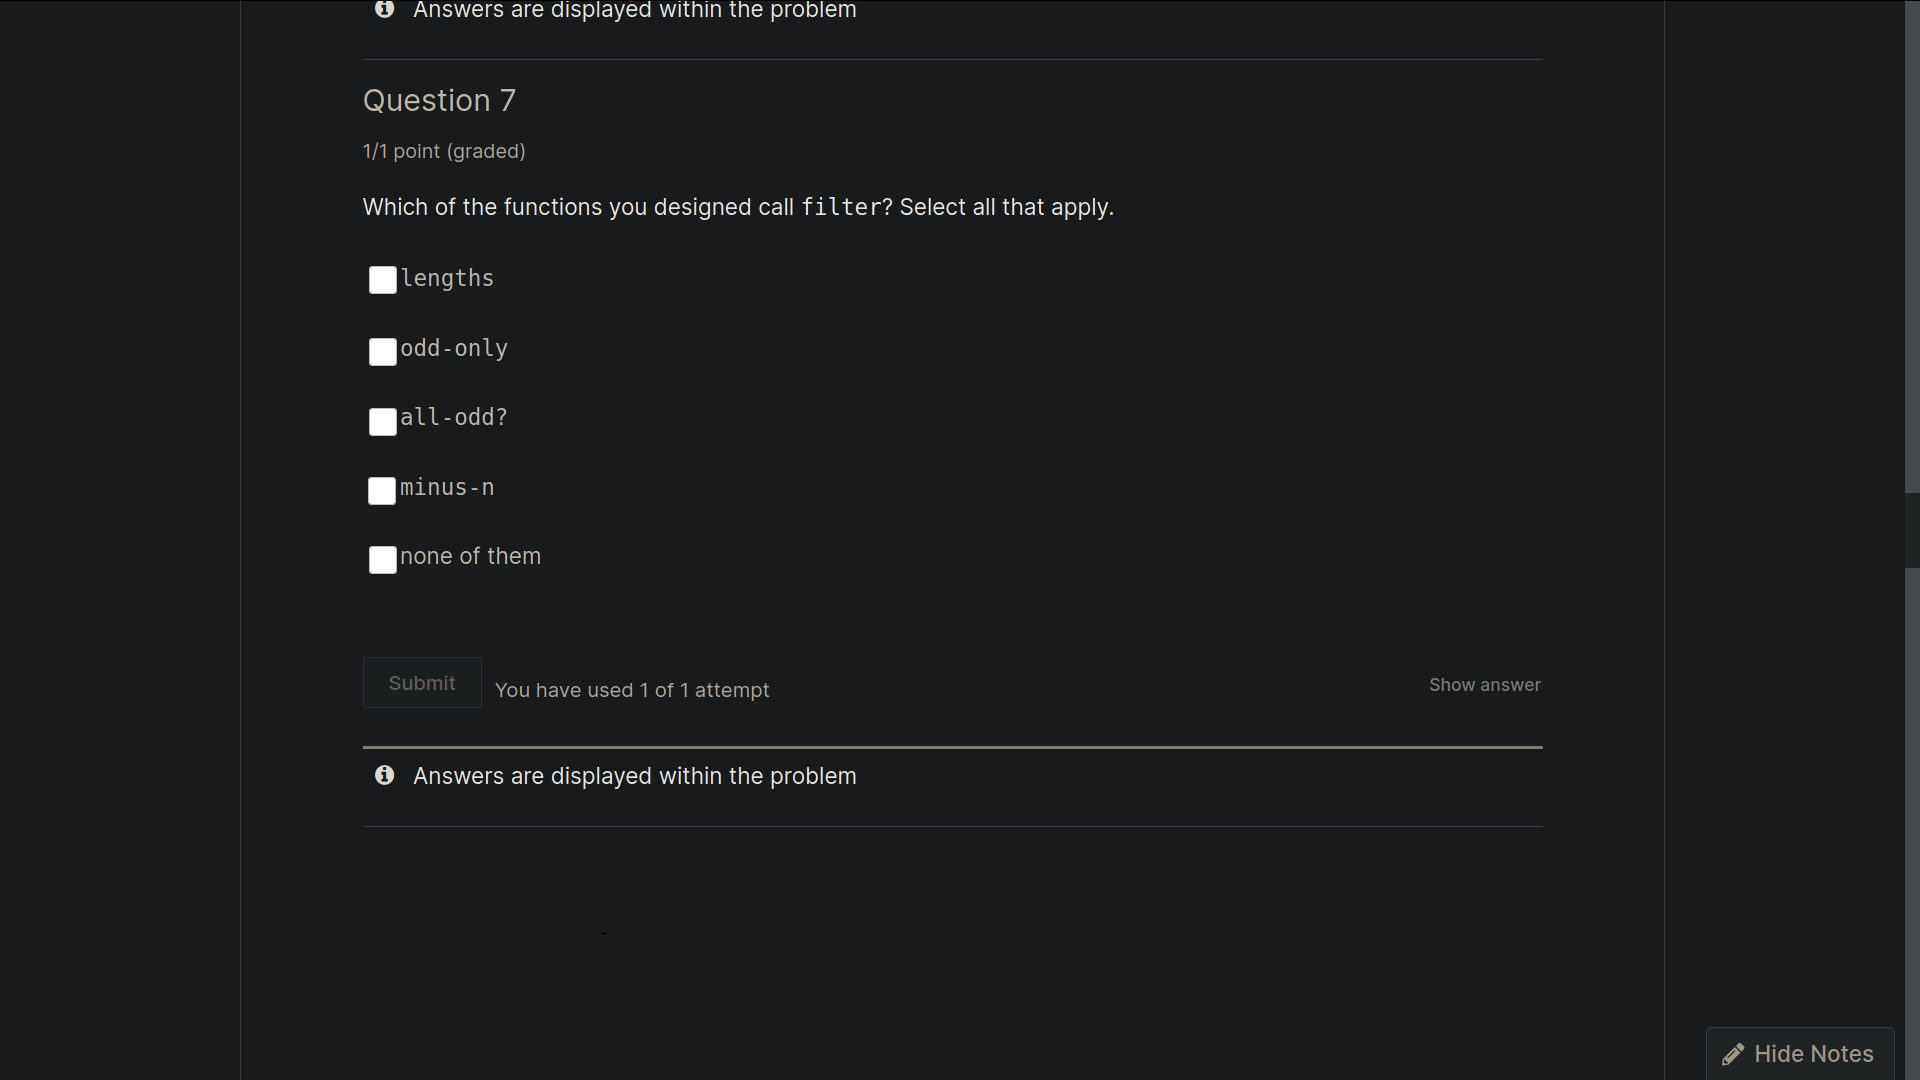 Answers are displayed within the problem
Question 7
1/1 point (graded)
Which of the functions you designed call filter? Select all that apply.
lengths
odd-only
all-odd?
minus-n
none of them
Submit
You have used 1 of 1 attempt
Show answer
Answers are displayed within the problem
Hide Notes